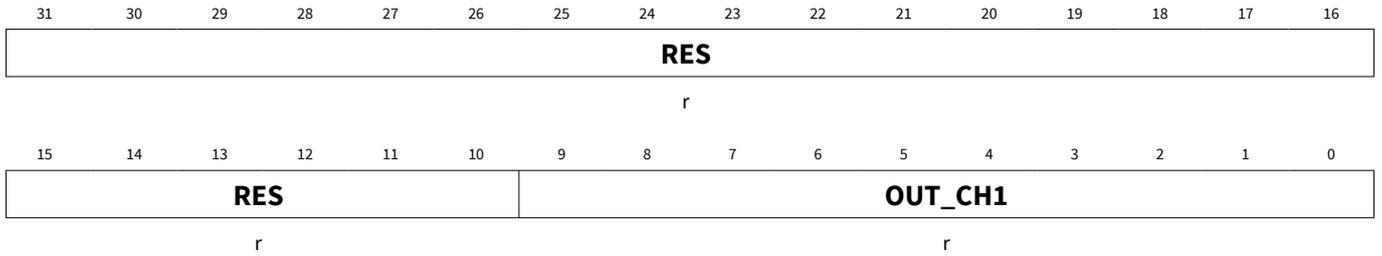 31 30 29 28 27 26 25 24 23 22 21 20 19 18 17 16
RES
r
15 14 13 12 11 10 9 8 7 6 5 4 3 2 1 0
RES OUT_CH1
r r